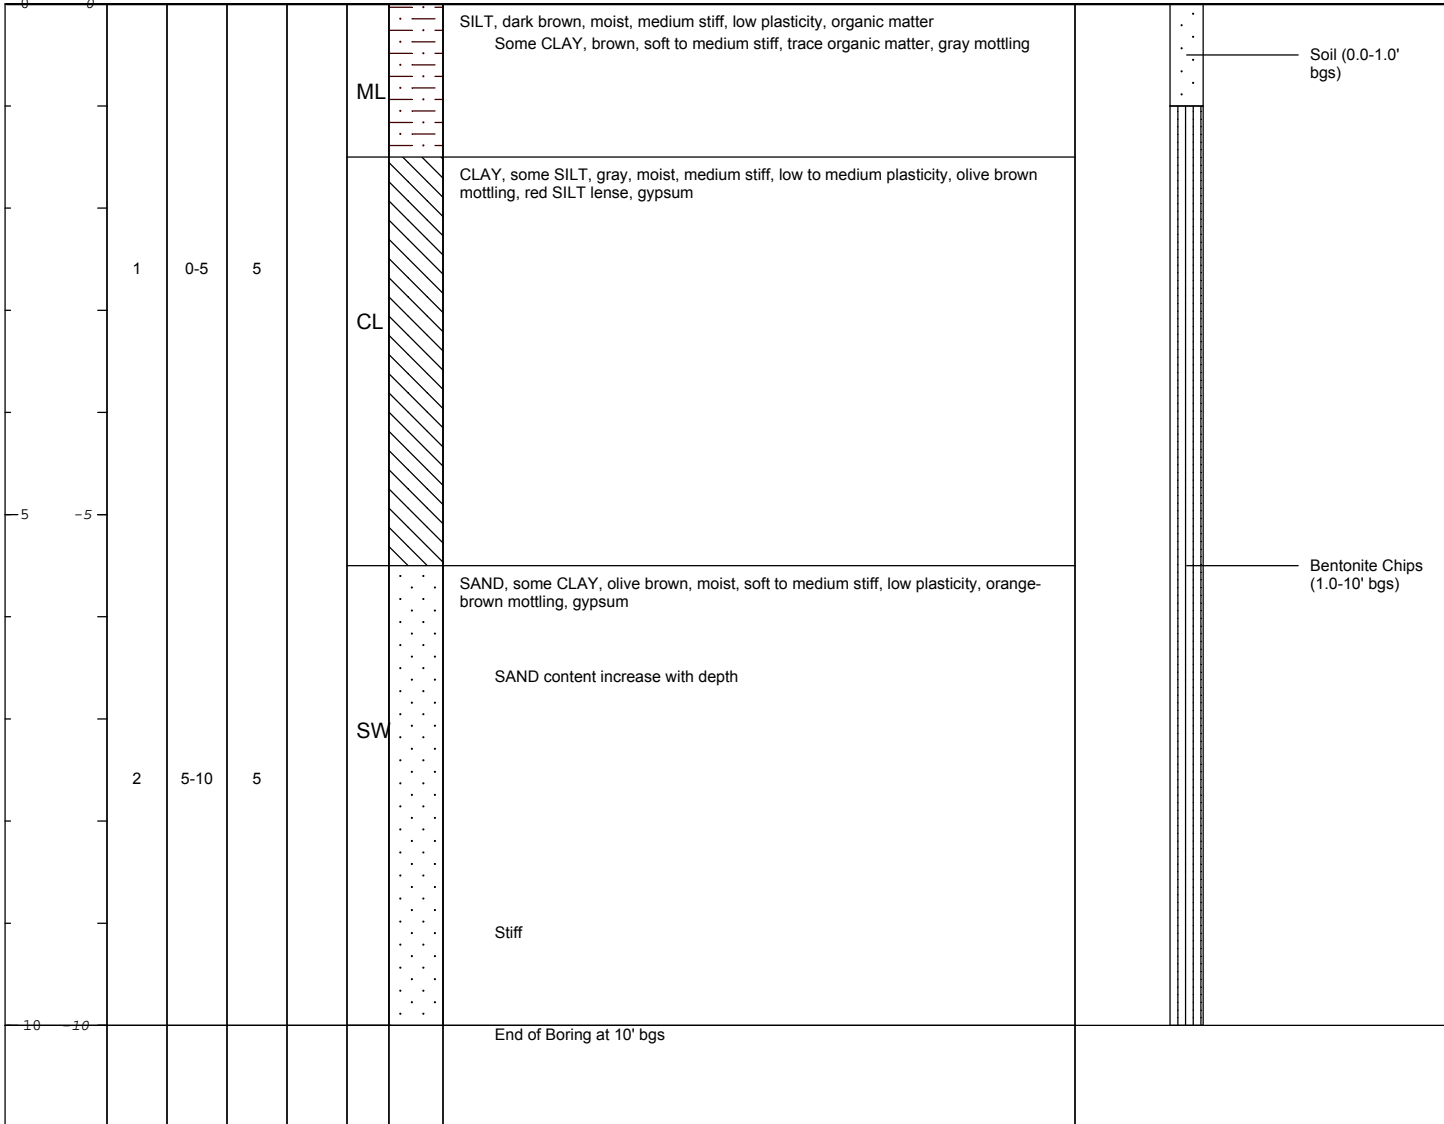 0 0
SILT, dark brown, moist, medium stiff, low plasticity, organic matter
Some CLAY, brown, soft to medium stiff, trace organic matter, gray mottling
Soil (0.0-1.0'
bgs)
ML
CLAY, some SILT, gray, moist, medium stiff, low to medium plasticity, olive brown
mottling, red SILT lense, gypsum
1 0-5 5
CL
5 -5
SAND, some CLAY, olive brown, moist, soft to medium stiff, low plasticity, orange-
brown mottling, gypsum
Bentonite Chips
(1.0-10' bgs)
SAND content increase with depth
SW
2 5-10 5
Stiff
10 -10
End of Boring at 10' bgs